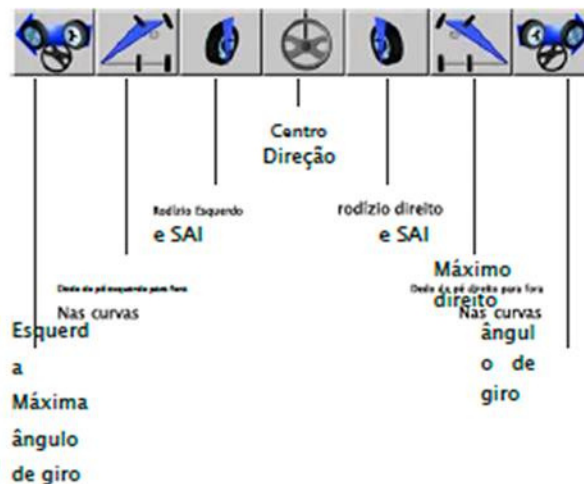 Centro
Direção
Rodízio Esquerdo
e SAI
rodízio direito
e SAI
Dedo do pé esquerdo para fora
Nas curvas
Máximo
direito
Dedo do pé direito para fora
Nas curvas
ângul
o de
giro
Esquerd
a
Máxima
ângulo
de giro